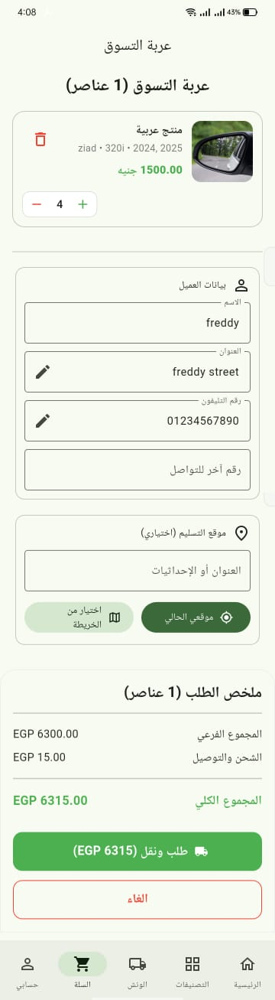 4:08
43%
عربة التسوق
عربة التسوق (1 عناصر)
منتج عربية
ziad • 320i • 2024, 2025
1500.00 جنيه
− 4 +
بيانات العميل
الاسم
freddy
العنوان
freddy street
رقم التليفون
01234567890
رقم آخر للتواصل
موقع التسليم (اختياري)
العنوان أو الإحداثيات
موقعي الحالي
اختيار من
الخريطة
ملخص الطلب (1 عناصر)
المجموع الفرعي EGP 6300.00
الشحن والتوصيل EGP 15.00
المجموع الكلي EGP 6315.00
طلب ونقل (EGP 6315)
الغاء
الرئيسية
التصنيفات
الونش
السلة
حسابي